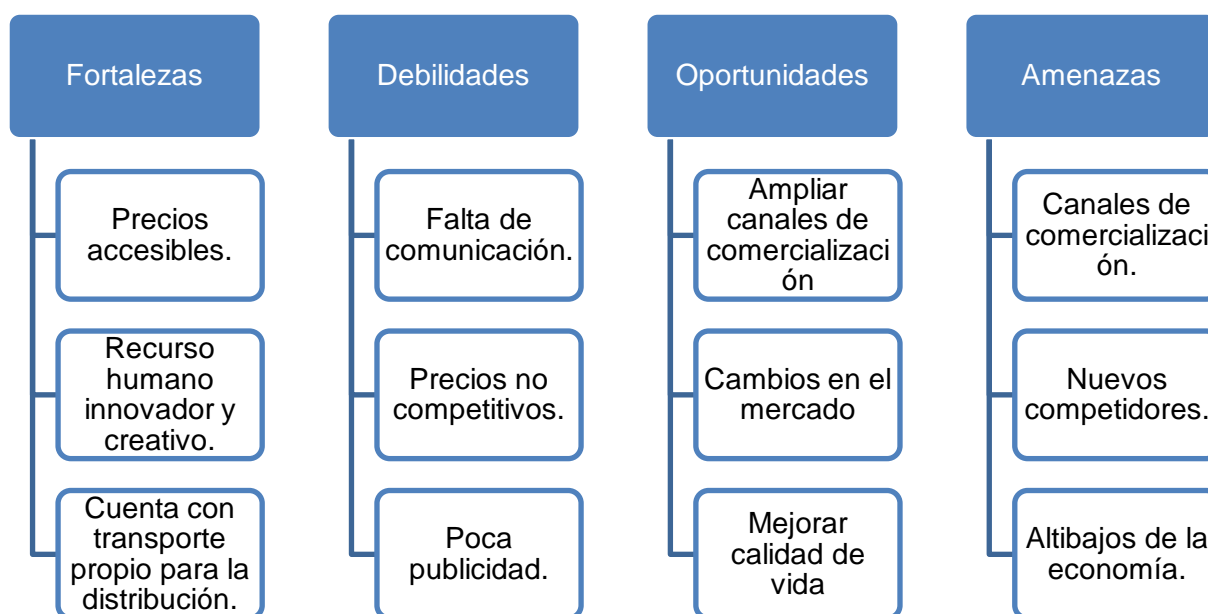 Fortalezas
Precios
accesibles.
Recurso
humano
innovador y
creativo.
Cuenta con
transporte
propio para la
distribución.
Debilidades
Falta de
comunicación.
Precios no
competitivos.
Poca
publicidad.
Oportunidades
Ampliar
canales de
comercializaci
ón
Cambios en el
mercado
Mejorar
calidad de
vida
Amenazas
Canales de
comercializaci
ón.
Nuevos
competidores.
Altibajos de la
economía.